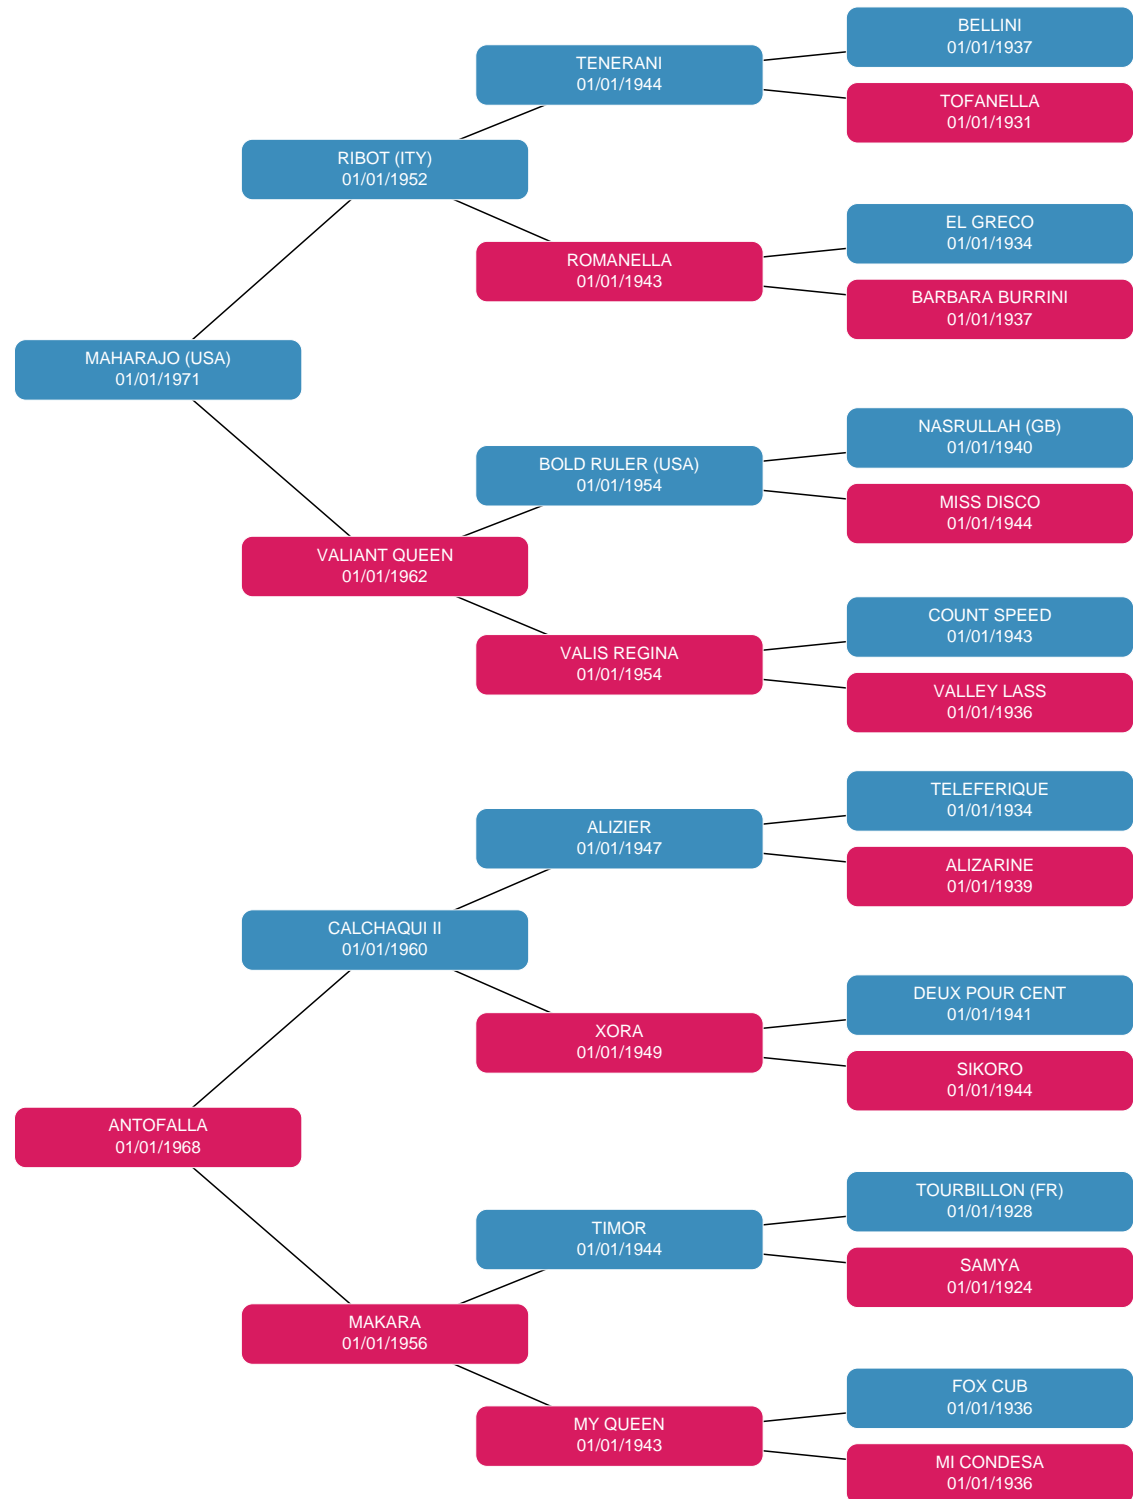 BELLINI
01/01/1937
TENERANI
01/01/1944
TOFANELLA
01/01/1931
RIBOT (ITY)
01/01/1952
EL GRECO
01/01/1934
ROMANELLA
01/01/1943
BARBARA BURRINI
01/01/1937
MAHARAJO (USA)
01/01/1971
NASRULLAH (GB)
01/01/1940
BOLD RULER (USA)
01/01/1954
MISS DISCO
01/01/1944
VALIANT QUEEN
01/01/1962
COUNT SPEED
01/01/1943
VALIS REGINA
01/01/1954
VALLEY LASS
01/01/1936
TELEFERIQUE
01/01/1934
ALIZIER
01/01/1947
ALIZARINE
01/01/1939
CALCHAQUI II
01/01/1960
DEUX POUR CENT
01/01/1941
XORA
01/01/1949
SIKORO
01/01/1944
ANTOFALLA
01/01/1968
TOURBILLON (FR)
01/01/1928
TIMOR
01/01/1944
SAMYA
01/01/1924
MAKARA
01/01/1956
FOX CUB
01/01/1936
MY QUEEN
01/01/1943
MI CONDESA
01/01/1936